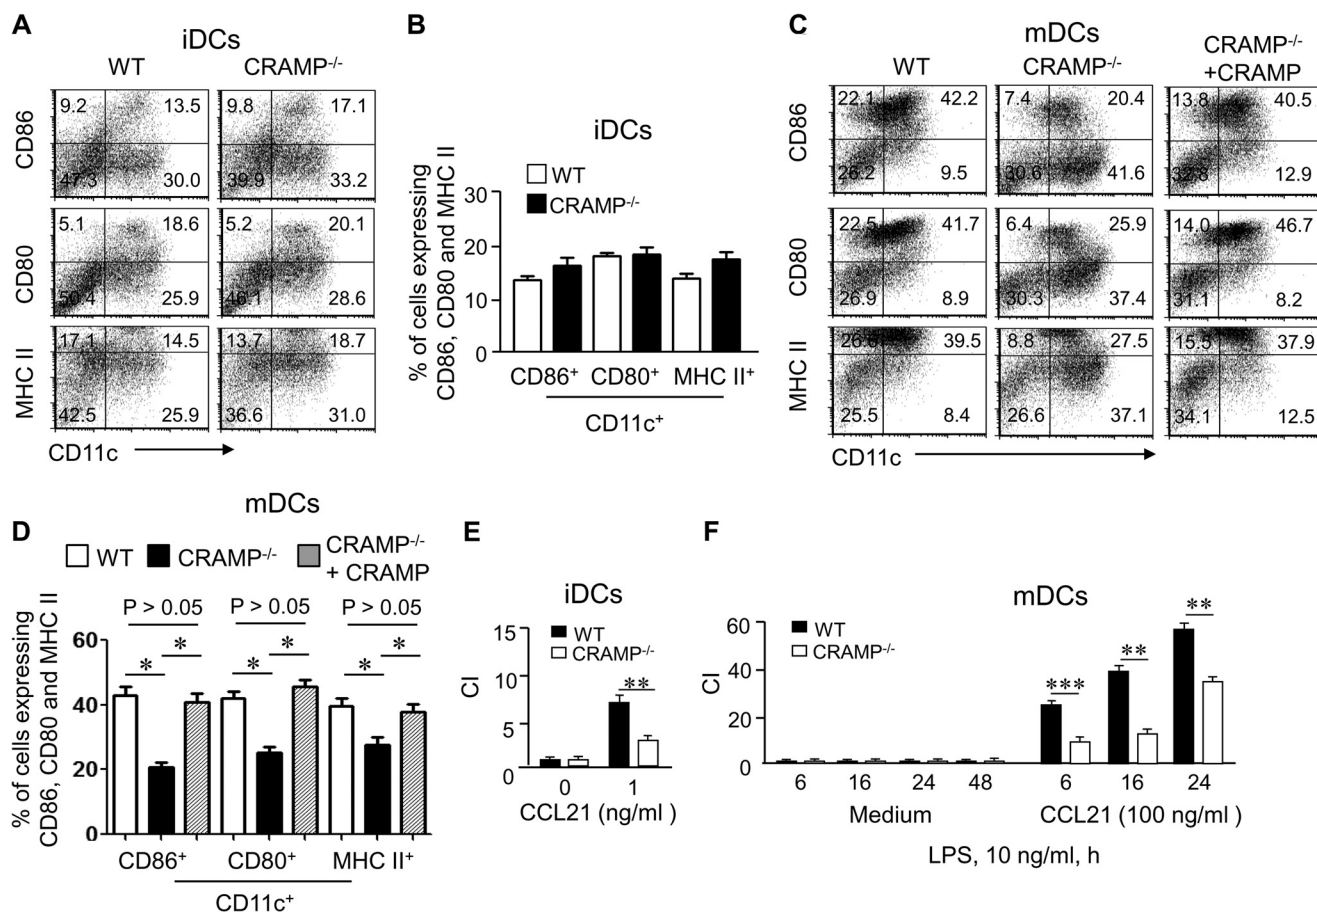 A
iDCs
WT
CRAMP-/-
CD86
9.2
13.5
47.3
30.0
9.8
17.1
39.9
33.2
CD80
5.1
18.6
50.4
25.9
5.2
20.1
46.1
28.6
MHC II
17.1
14.5
42.5
25.9
13.7
18.7
36.6
31.0
CD11c
B
iDCs
WT
CRAMP-/-
% of cells expressing
CD86, CD80 and MHC II
30
20
10
0
CD86+
CD80+
MHC II+
CD11c+
C
mDCs
WT
CRAMP-/-
CRAMP-/-
+CRAMP
CD86
22.1
42.2
26.2
9.5
7.4
20.4
30.6
41.6
13.8
40.5
32.8
12.9
CD80
22.5
41.7
26.9
8.9
6.4
25.9
30.3
37.4
14.0
46.7
31.1
8.2
MHC II
39.5
25.5
8.4
8.8
27.5
26.6
37.1
15.5
37.9
34.1
12.5
CD11c
mDCs
D
WT
CRAMP-/-
CRAMP-/-
+ CRAMP
% of cells expressing
CD86, CD80 and MHC II
P > 0.05
P > 0.05
P > 0.05
* * * * * *
60
40
20
0
CD86+
CD80+
MHC II+
CD11c+
E
iDCs
WT
CRAMP-/-
CI
15
10
5
0
**
0
1
CCL21 (ng/ml )
F
mDCs
WT
CRAMP-/-
CI
60
40
20
0
***
**
**
6 16 24 48
6 16 24
Medium
CCL21 (100 ng/ml )
LPS, 10 ng/ml, h